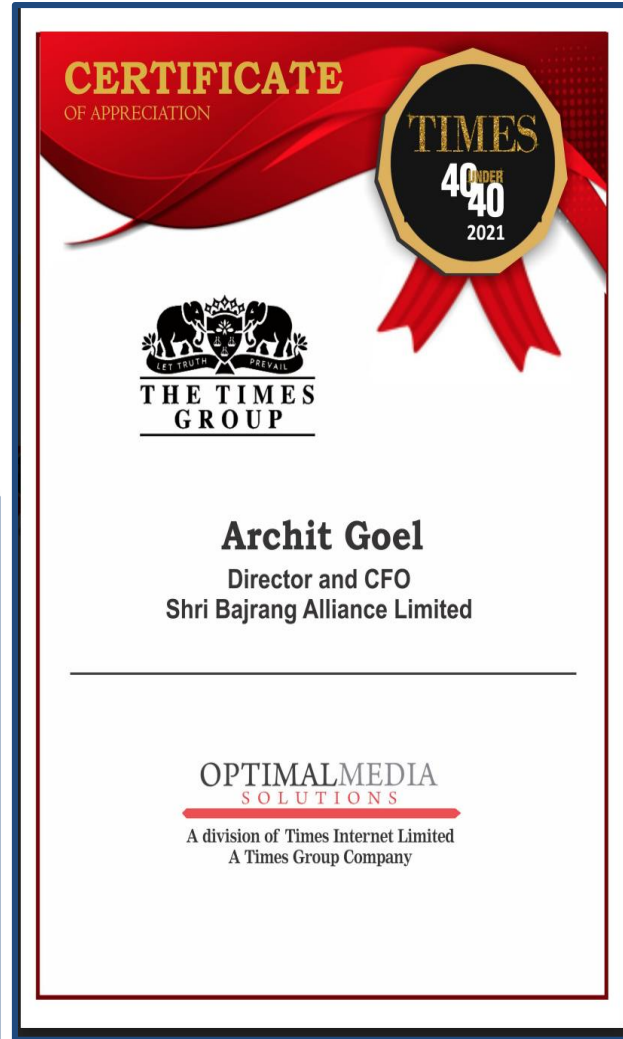 CERTIFICATE
OF APPRECIATION
TIMES
40 UNDER 40
2021
LET TRUTH PREVAIL
THE TIMES
GROUP
Archit Goel
Director and CFO
Shri Bajrang Alliance Limited
OPTIMALMEDIA
SOLUTIONS
A division of Times Internet Limited
A Times Group Company